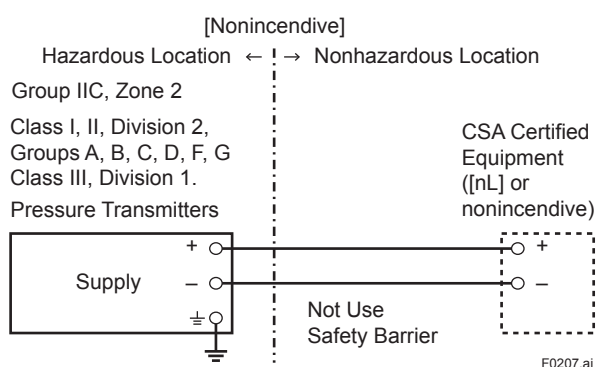 [Nonincendive]
Hazardous Location ← → Nonhazardous Location
Group IIC, Zone 2
Class I, II, Division 2,
Groups A, B, C, D, F, G
Class III, Division 1.
Pressure Transmitters
CSA Certified
Equipment
([nL] or
nonincendive)
+ +
Supply – –
Not Use
Safety Barrier
F0207.ai